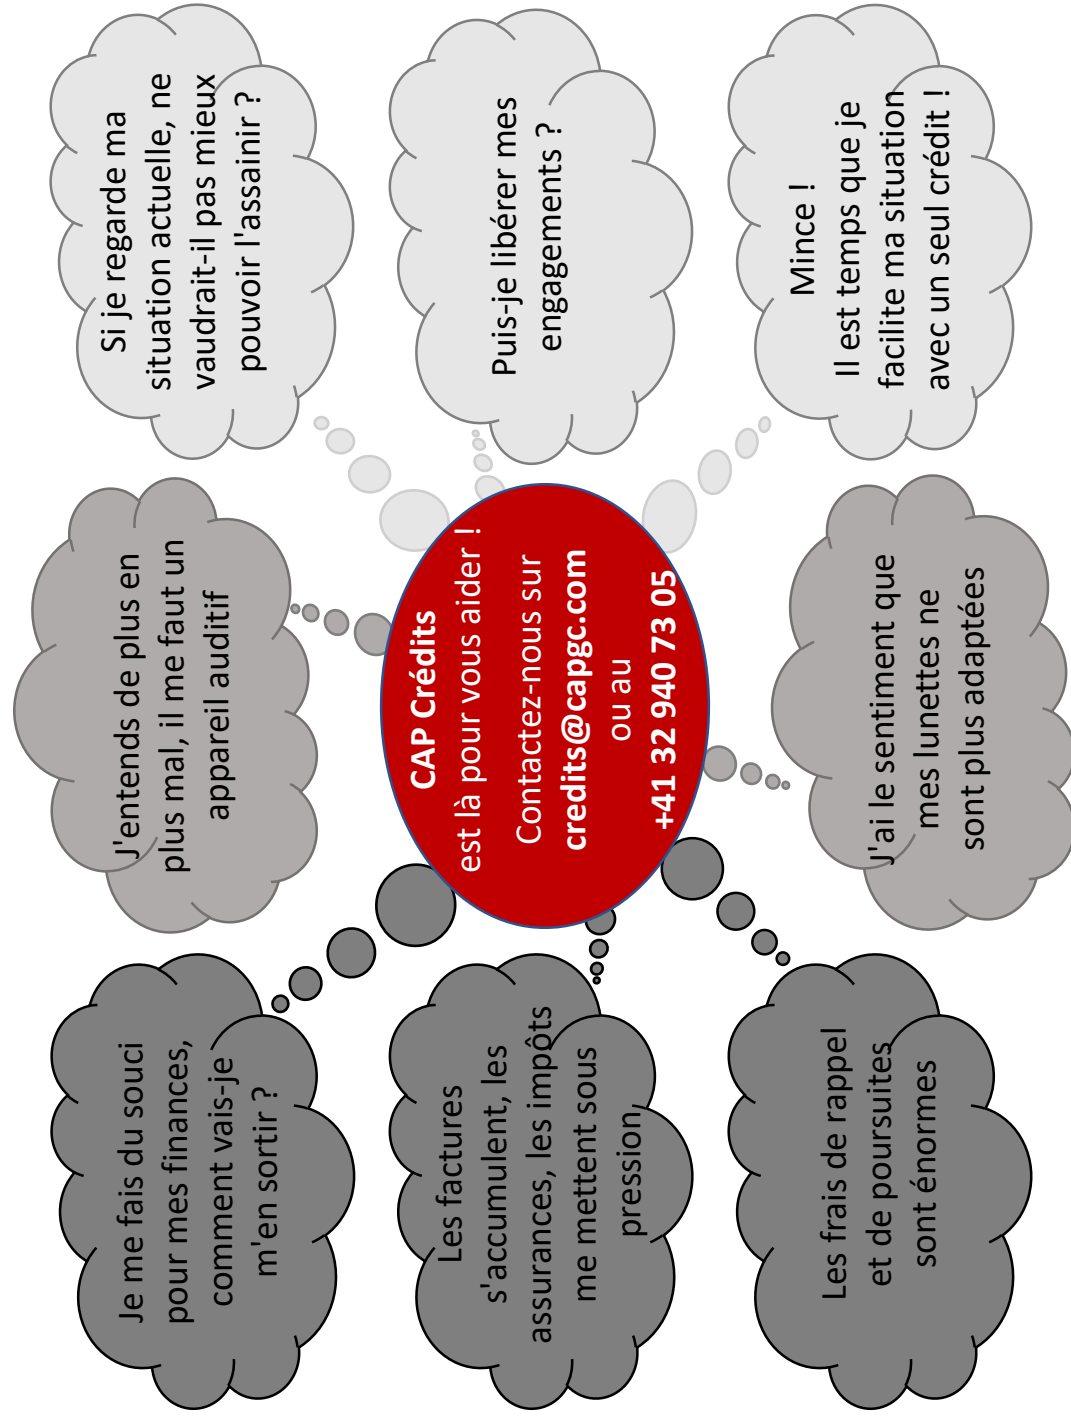 Je me fais du souci
pour mes finances,
comment vais-je
m'en sortir ?
J'entends de plus en
plus mal, il me faut un
appareil auditif
Si je regarde ma
situation actuelle, ne
vaudrait-il pas mieux
pouvoir l'assainir ?
Les factures
s'accumulent, les
assurances, les impôts
me mettent sous
pression
CAP Crédits
est là pour vous aider !
Contactez-nous sur
credits@capgc.com
ou au
+41 32 940 73 05
Puis-je libérer mes
engagements ?
Les frais de rappel
et de poursuites
sont énormes
J'ai le sentiment que
mes lunettes ne
sont plus adaptées
Mince !
Il est temps que je
facilite ma situation
avec un seul crédit !